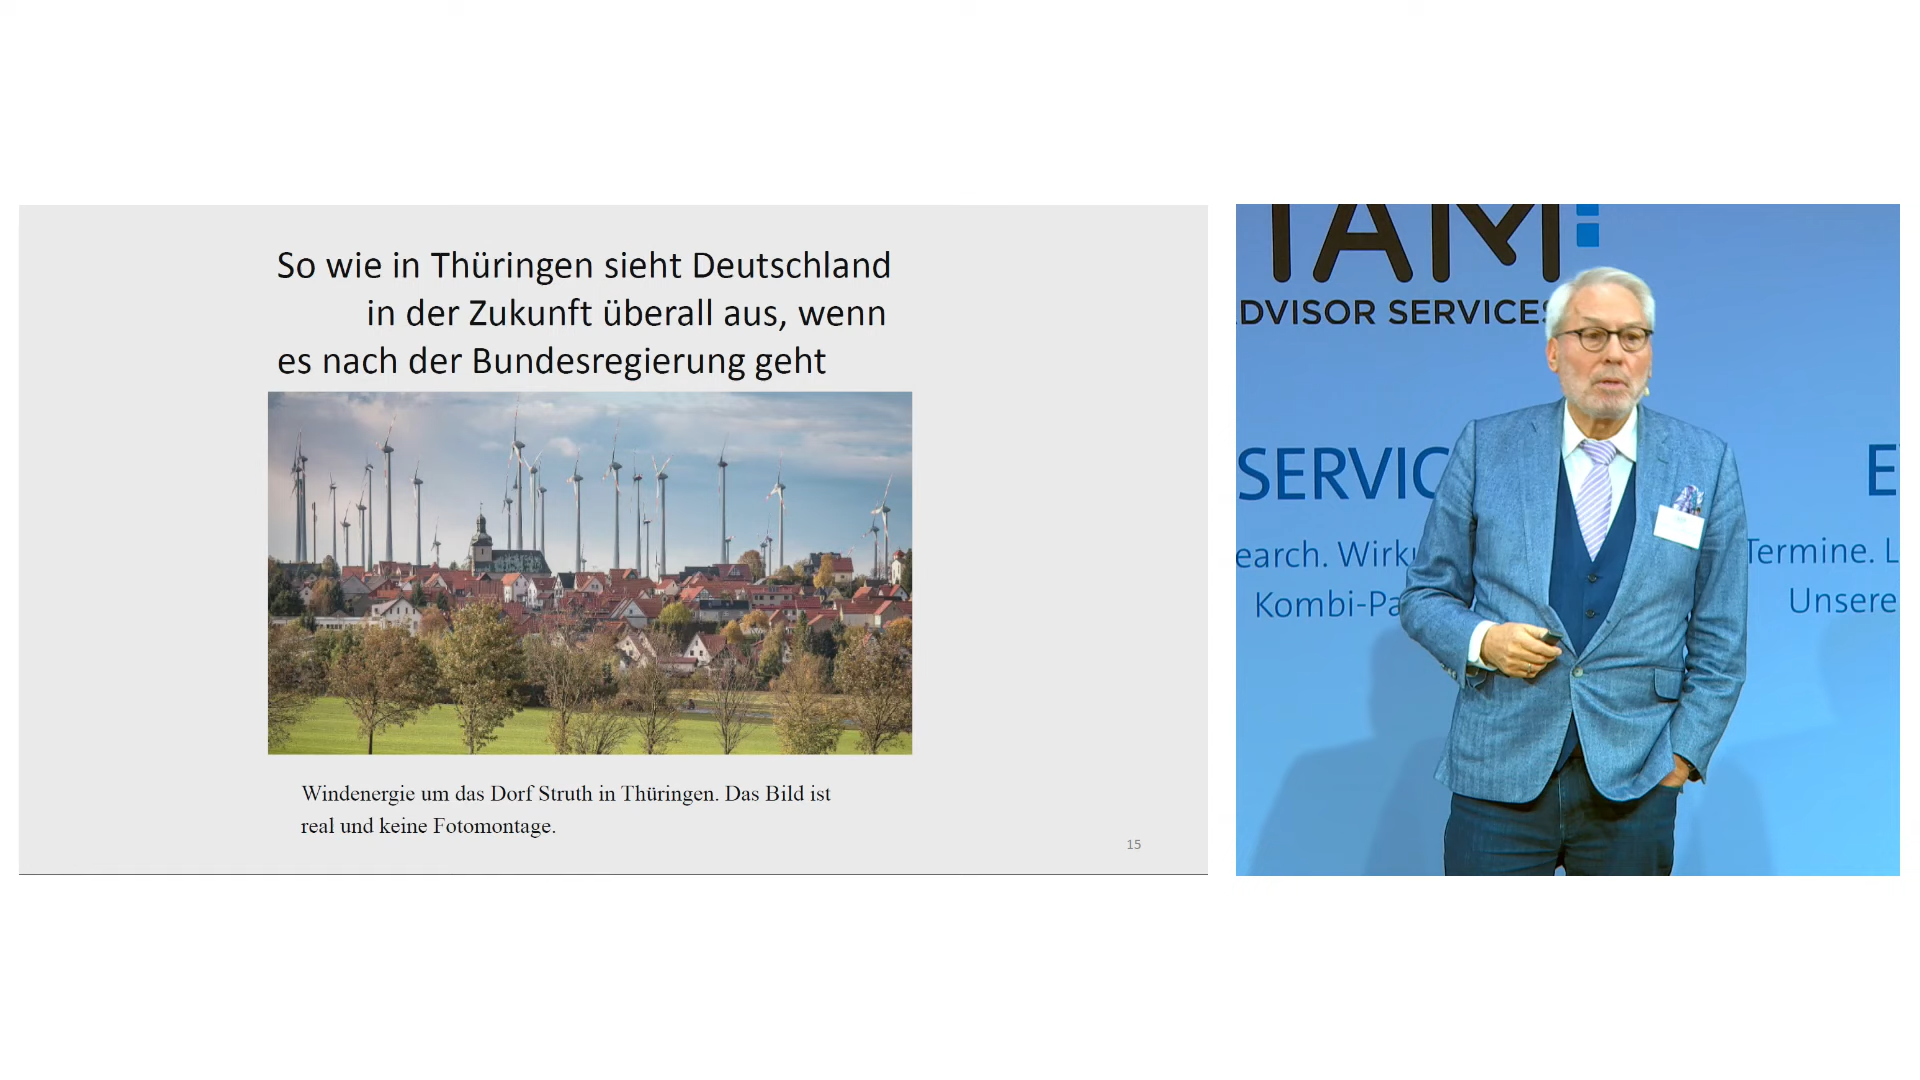 So wie in Thüringen sieht Deutschland
in der Zukunft überall aus, wenn
es nach der Bundesregierung geht
Windenergie um das Dorf Struth in Thüringen. Das Bild ist
real und keine Fotomontage.
15
TAM
DVISOR SERVICES
SERVIC
E
earch. Wirku
Termine. L
Kombi-Pa
Unsere